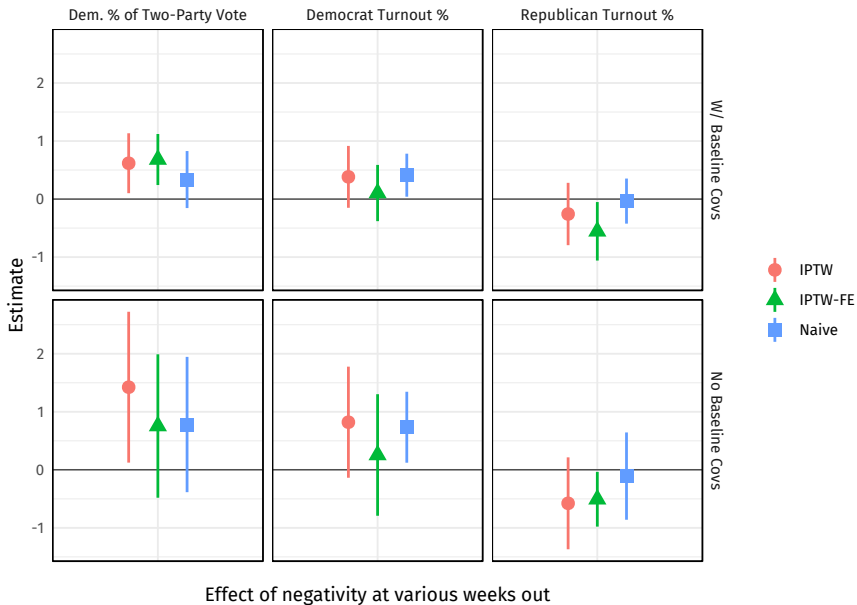 Dem. % of Two-Party Vote
Democrat Turnout %
Republican Turnout %
2
1
0
-1
W/ Baseline Covs
Estimate
IPTW
IPTW-FE
Naive
2
1
0
-1
No Baseline Covs
Effect of negativity at various weeks out